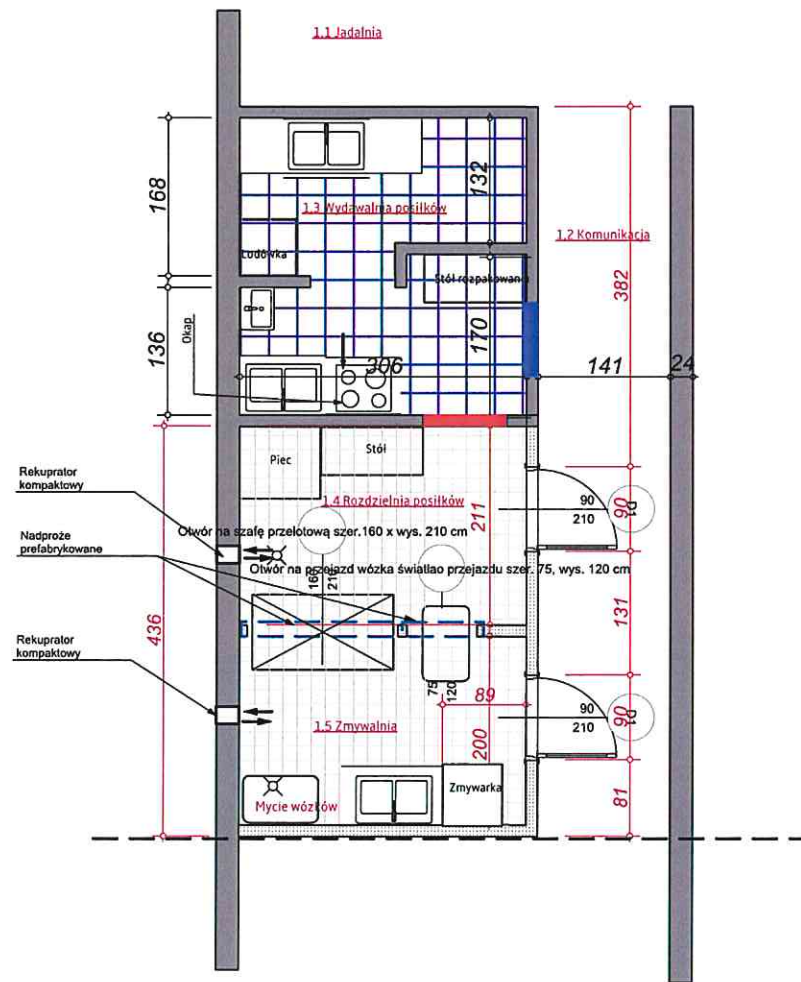 1.1 Jadalnia
168
132
1.3 Wydawalnia posiłków
1.2 Komunikacja
Lodówka
Stół rozpakowania
382
136
Okap
170
306
141
24
Piec
Stół
Rekuprator
kompaktowy
1.4 Rozdzielnia posiłków
211
90
210
90
D1
Otwór na szafę przelotową szer.160 x wys. 210 cm
Nadproże
prefabrykowane
Otwór na przejazd wózka światłao przejazdu szer. 75, wys. 120 cm
160
210
436
131
Rekuprator
kompaktowy
75
120
89
90
210
90
D1
1.5 Zmywalnia
200
Zmywarka
Mycie wózków
81